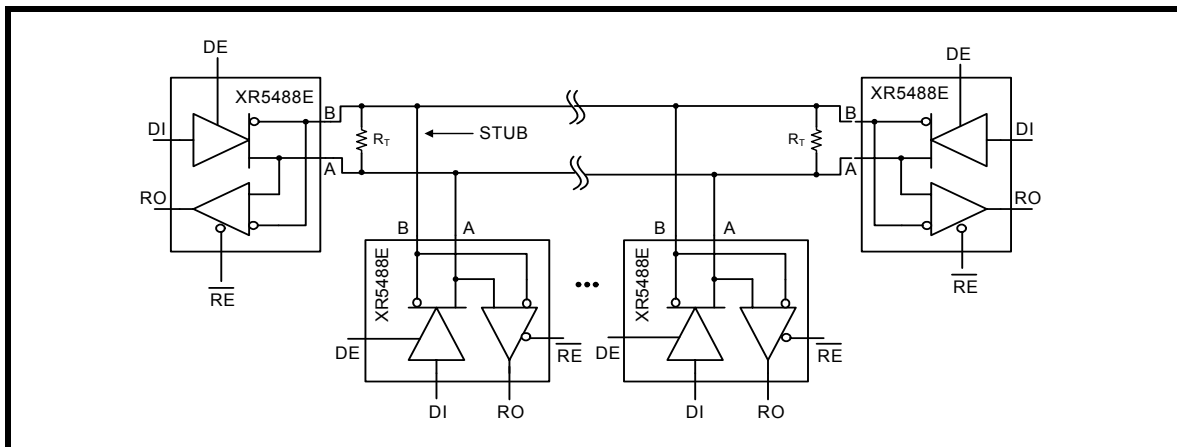 DE
DE
XR5488E
XR5488E
B
B
DI
DI
R_T
STUB
R_T
A
A
RO
RO
B
A
B
A
RE
RE
XR5488E
•••
XR5488E
DE
RE
DE
RE
DI
RO
DI
RO